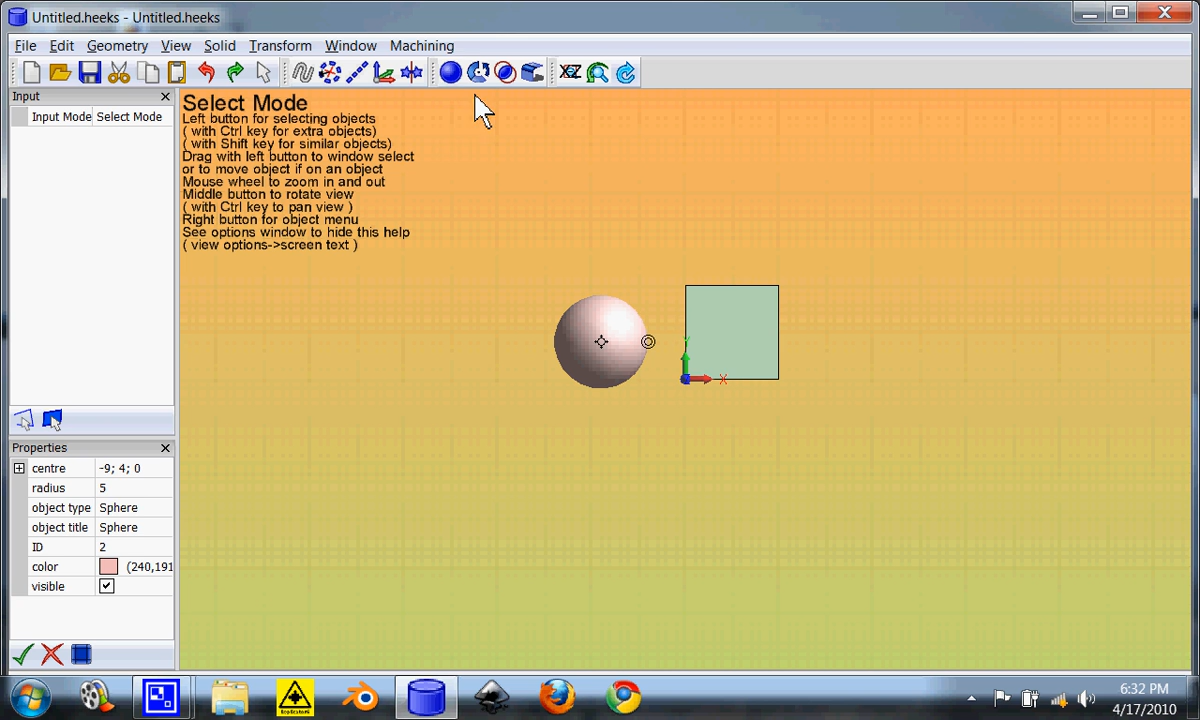 Untitled.heeks - Untitled.heeks
File Edit Geometry View Solid Transform Window Machining
Input
Input Mode Select Mode
Select Mode
Left button for selecting objects
( with Ctrl key for extra objects)
( with Shift key for similar objects)
Drag with left button to window select
or to move object if on an object
Mouse wheel to zoom in and out
Middle button to rotate view
( with Ctrl key to pan view )
Right button for object menu
See options window to hide this help
( view options->screen text )
Y
X
Properties
centre -9; 4; 0
radius 5
object type Sphere
object title Sphere
ID 2
color (240,191
visible
6:32 PM
4/17/2010